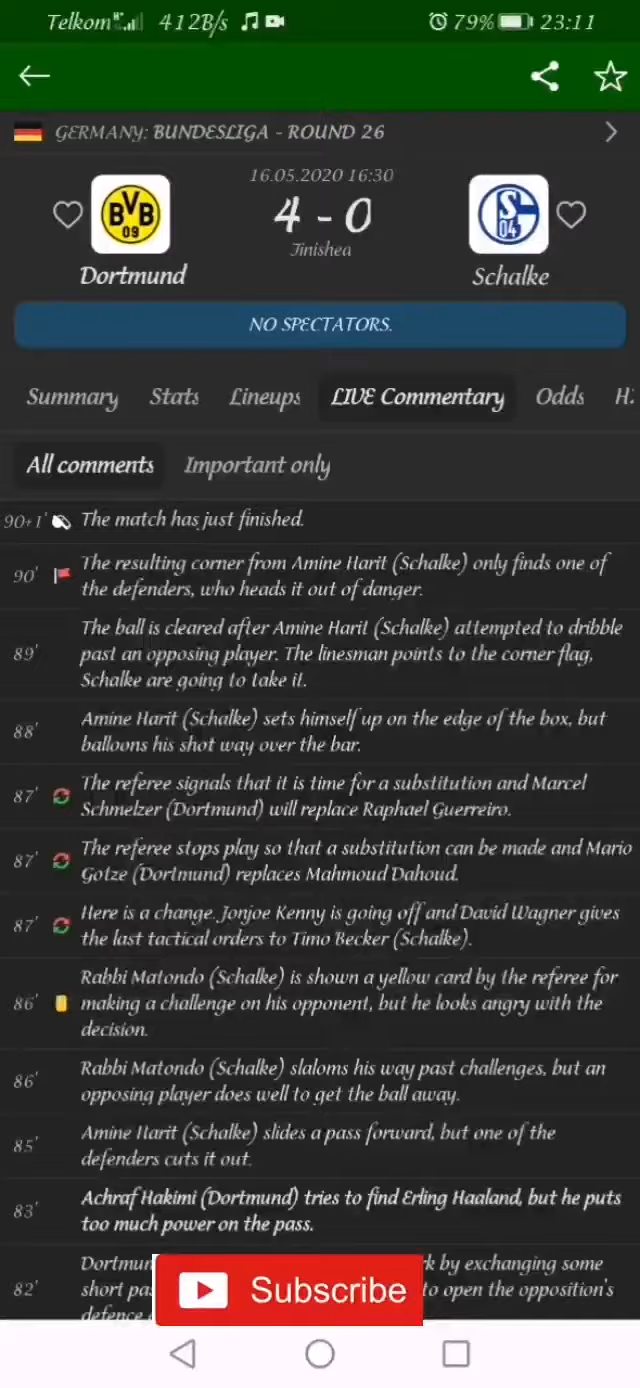 Telkom 412B/s 79% 23:11
GERMANY: BUNDESLIGA - ROUND 26
16.05.2020 16:30
BVB
09
4 - 0
S
04
Finished
Dortmund
Schalke
NO SPECTATORS.
Summary Stats Lineups LIVE Commentary Odds
All comments Important only
90+1' The match has just finished.
90' The resulting corner from Amine Harit (Schalke) only finds one of
the defenders, who heads it out of danger.
The ball is cleared after Amine Harit (Schalke) attempted to dribble
89' past an opposing player. The linesman points to the corner flag,
Schalke are going to take it.
88' Amine Harit (Schalke) sets himself up on the edge of the box, but
balloons his shot way over the bar.
87' The referee signals that it is time for a substitution and Marcel
Schmelzer (Dortmund) will replace Raphael Guerreiro.
87' The referee stops play so that a substitution can be made and Mario
Gotze (Dortmund) replaces Mahmoud Dahoud.
87' Here is a change. Jonjoe Kenny is going off and David Wagner gives
the last tactical orders to Timo Becker (Schalke).
Rabbi Matondo (Schalke) is shown a yellow card by the referee for
86' making a challenge on his opponent, but he looks angry with the
decision.
86' Rabbi Matondo (Schalke) slaloms his way past challenges, but an
opposing player does well to get the ball away.
85' Amine Harit (Schalke) slides a pass forward, but one of the
defenders cuts it out.
83' Achraf Hakimi (Dortmund) tries to find Erling Haaland, but he puts
too much power on the pass.
by exchanging some
82' short to open the opposition's
defence
Subscribe